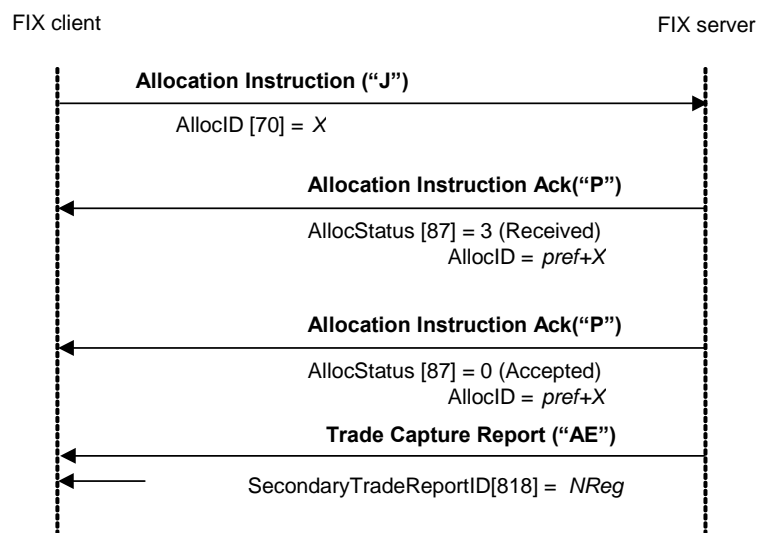 FIX client
FIX server
Allocation Instruction (“J”)
AllocID [70] = X
Allocation Instruction Ack(“P”)
AllocStatus [87] = 3 (Received)
AllocID = pref+X
Allocation Instruction Ack(“P”)
AllocStatus [87] = 0 (Accepted)
AllocID = pref+X
Trade Capture Report (“AE”)
SecondaryTradeReportID[818] = NReg